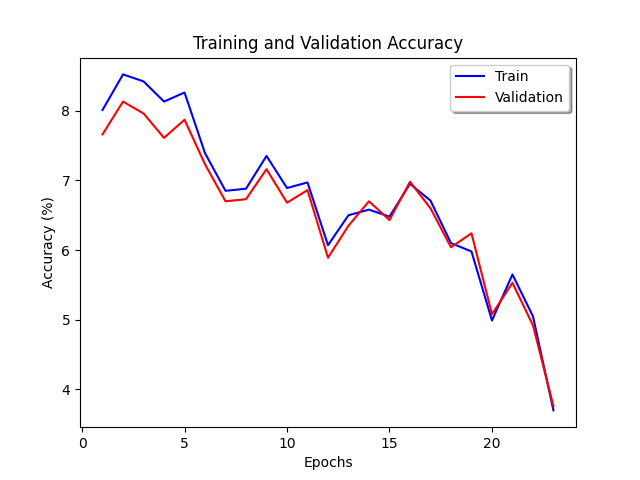 Training and Validation Accuracy
Train
Validation
Accuracy (%)
8
7
6
5
4
0 5 10 15 20
Epochs